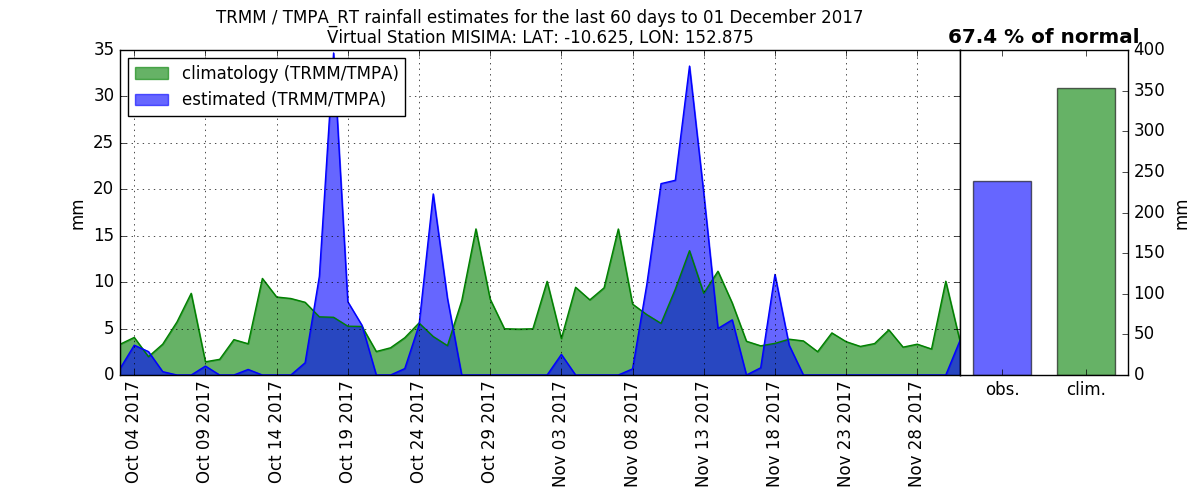 TRMM / TMPA_RT rainfall estimates for the last 60 days to 01 December 2017
Virtual Station MISIMA: LAT: -10.625, LON: 152.875
67.4 % of normal
climatology (TRMM/TMPA)
estimated (TRMM/TMPA)
35
30
25
20
15
10
5
0
mm
Oct 04 2017
Oct 09 2017
Oct 14 2017
Oct 19 2017
Oct 24 2017
Oct 29 2017
Nov 03 2017
Nov 08 2017
Nov 13 2017
Nov 18 2017
Nov 23 2017
Nov 28 2017
400
350
300
250
200
150
100
50
0
mm
obs.
clim.